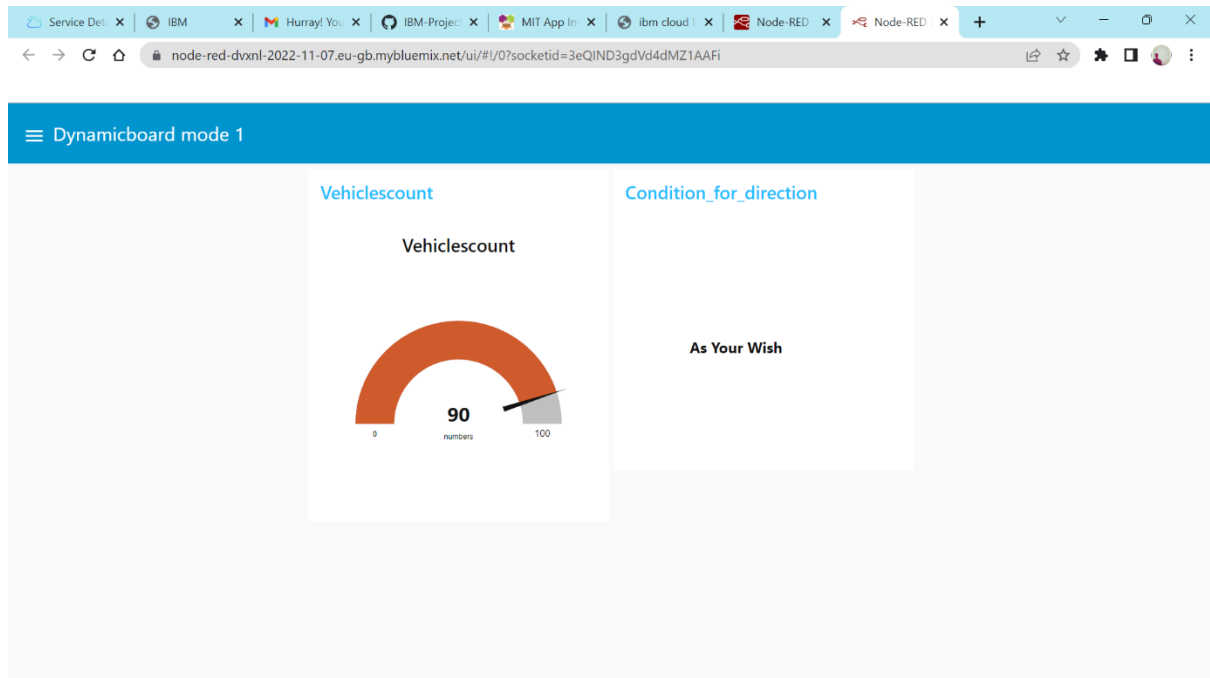 Service Det
IBM
Hurray! You
IBM-Project
MIT App In
ibm cloud
Node-RED
Node-RED
node-red-dvxnl-2022-11-07.eu-gb.mybluemix.net/ui/#!/0?socketid=3eQIND3gdVd4dMZ1AAFi
Dynamicboard mode 1
Vehiclescount
Condition_for_direction
Vehiclescount
As Your Wish
90
numbers
0
100